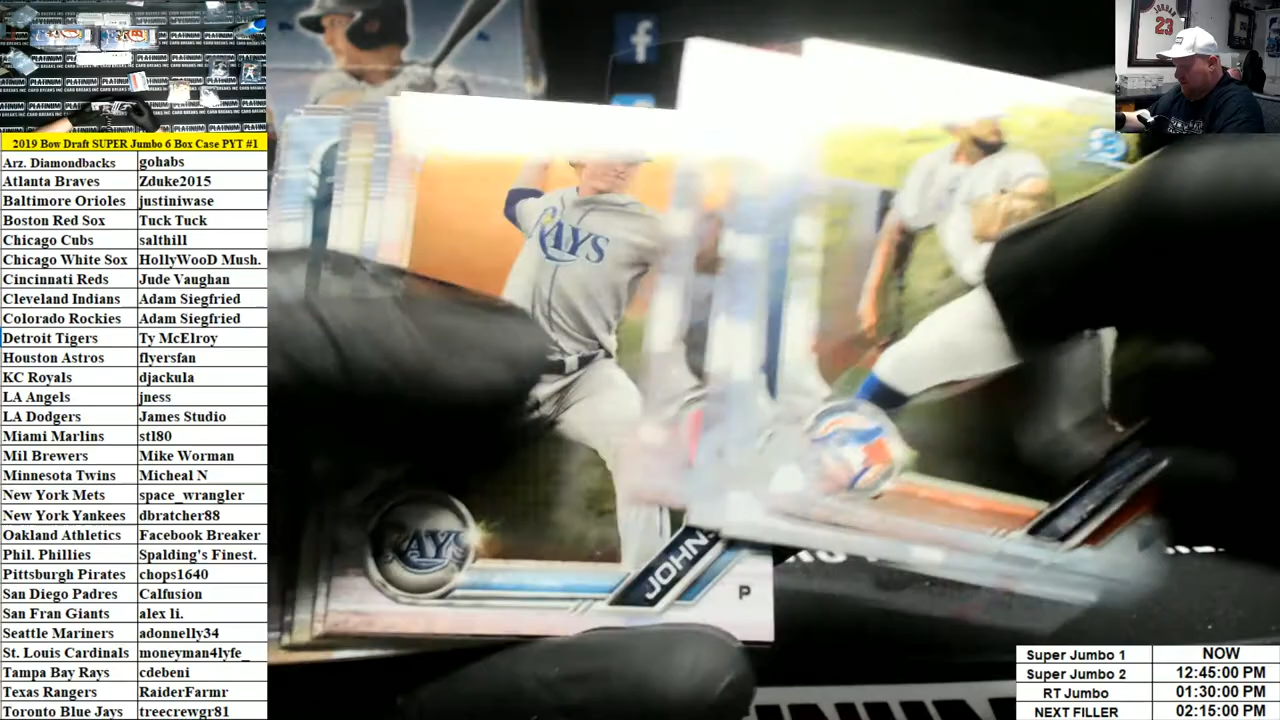 2019 Bow Draft SUPER Jumbo 6 Box Case PYT #1
Arz. Diamondbacks gohabs
Atlanta Braves Zduke2015
Baltimore Orioles justiniwase
Boston Red Sox Tuck Tuck
Chicago Cubs salthill
Chicago White Sox HollyWooD Mush.
Cincinnati Reds Jude Vaughan
Cleveland Indians Adam Siegfried
Colorado Rockies Adam Siegfried
Detroit Tigers Ty McElroy
Houston Astros flyersfan
KC Royals djackula
LA Angels jness
LA Dodgers James Studio
Miami Marlins stl80
Mil Brewers Mike Worman
Minnesota Twins Micheal N
New York Mets space_wrangler
New York Yankees dbratcher88
Oakland Athletics Facebook Breaker
Phil. Phillies Spalding's Finest.
Pittsburgh Pirates chops1640
San Diego Padres Calfusion
San Fran Giants alex li.
Seattle Mariners adonnelly34
St. Louis Cardinals moneyman4lyfe_
Tampa Bay Rays cdebeni
Texas Rangers RaiderFarmr
Toronto Blue Jays treecrewgr81
RAYS
RAYS
JOHN
P
23
PLATINUM
CARD BREAKS INC
Super Jumbo 1 NOW
Super Jumbo 2 12:45:00 PM
RT Jumbo 01:30:00 PM
NEXT FILLER 02:15:00 PM